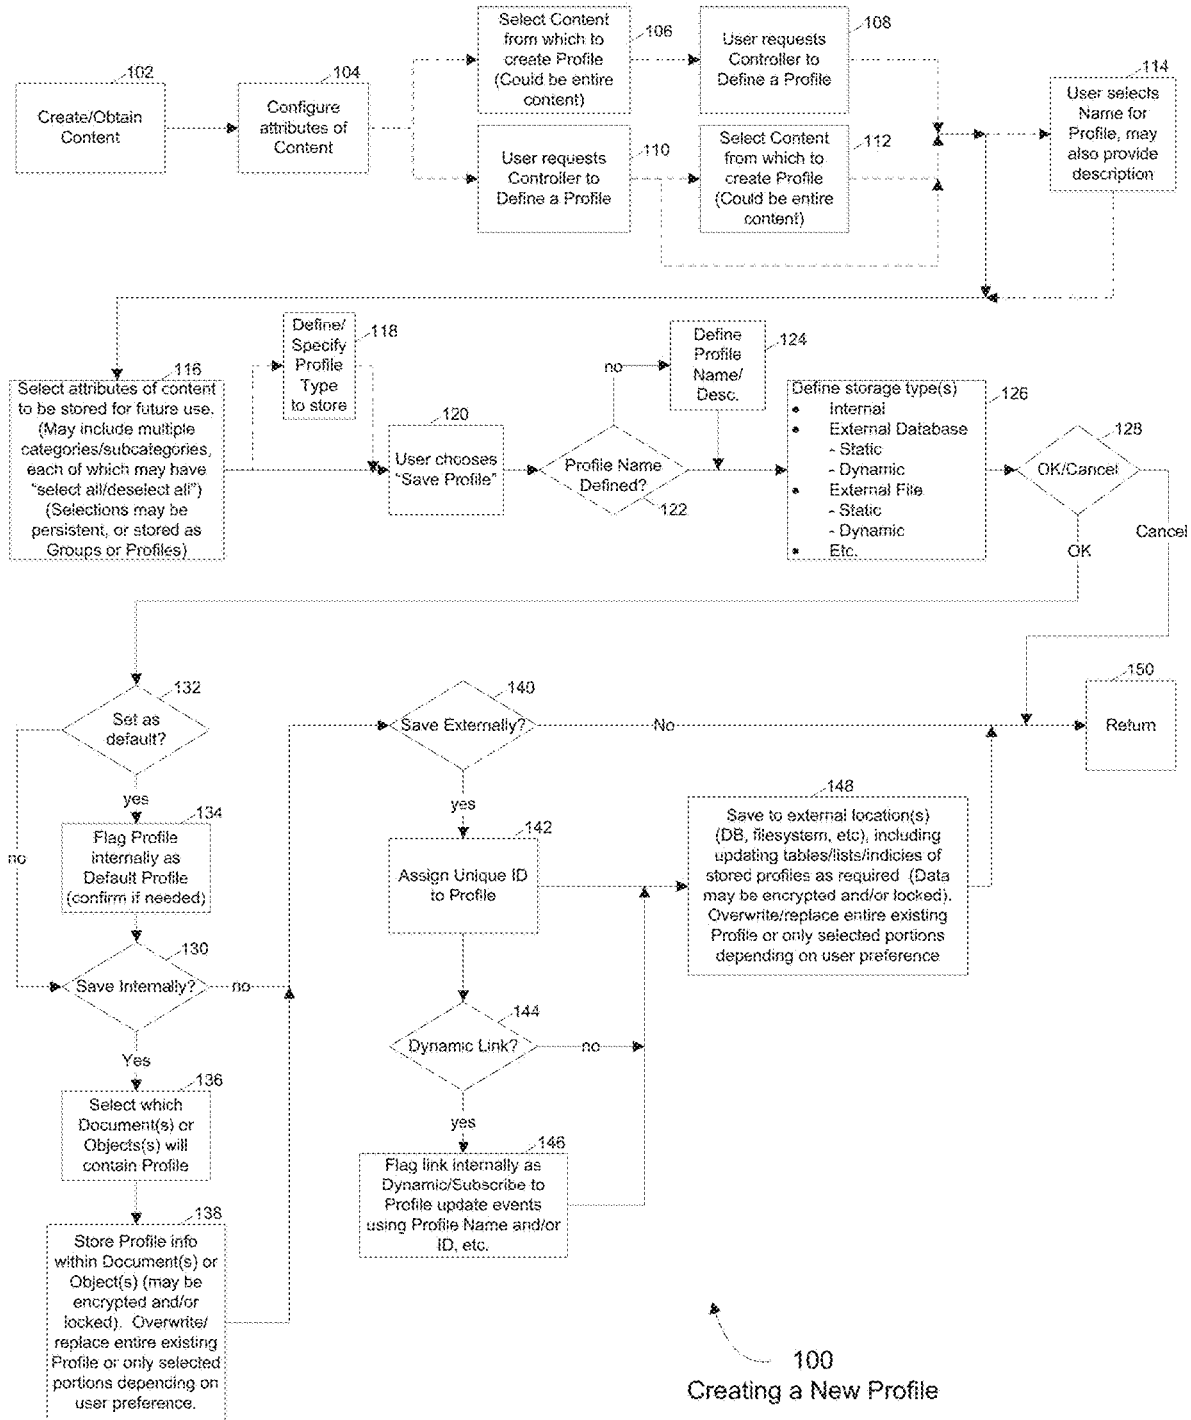 102
Create/Obtain
Content
104
Configure
attributes of
Content
106
Select Content
from which to
create Profile
(Could be entire
content)
108
User requests
Controller to
Define a Profile
110
User requests
Controller to
Define a Profile
112
Select Content
from which to
create Profile
(Could be entire
content)
114
User selects
Name for
Profile, may
also provide
description
116
Select attributes of content
to be stored for future use.
(May include multiple
categories/subcategories,
each of which may have
“select all/deselect all”)
(Selections may be
persistent, or stored as
Groups or Profiles)
118
Define/
Specify
Profile
Type
to store
120
User chooses
“Save Profile”
Profile Name
Defined?
122
no
124
Define
Profile
Name/
Desc.
126
Define storage type(s)
• Internal
• External Database
- Static
- Dynamic
• External File
- Static
- Dynamic
• Etc.
128
OK/Cancel
OK
Cancel
132
Set as
default?
yes
no
134
Flag Profile
internally as
Default Profile
(confirm if needed)
130
Save Internally?
no
Yes
136
Select which
Document(s) or
Objects(s) will
contain Profile
138
Store Profile info
within Document(s) or
Object(s) (may be
encrypted and/or
locked). Overwrite/
replace entire existing
Profile or only selected
portions depending on
user preference.
140
Save Externally?
No
yes
142
Assign Unique ID
to Profile
144
Dynamic Link?
no
yes
146
Flag link internally as
Dynamic/Subscribe to
Profile update events
using Profile Name and/or
ID, etc.
148
Save to external location(s)
(DB, filesystem, etc), including
updating tables/lists/indicies of
stored profiles as required (Data
may be encrypted and/or locked).
Overwrite/replace entire existing
Profile or only selected portions
depending on user preference
150
Return
100
Creating a New Profile